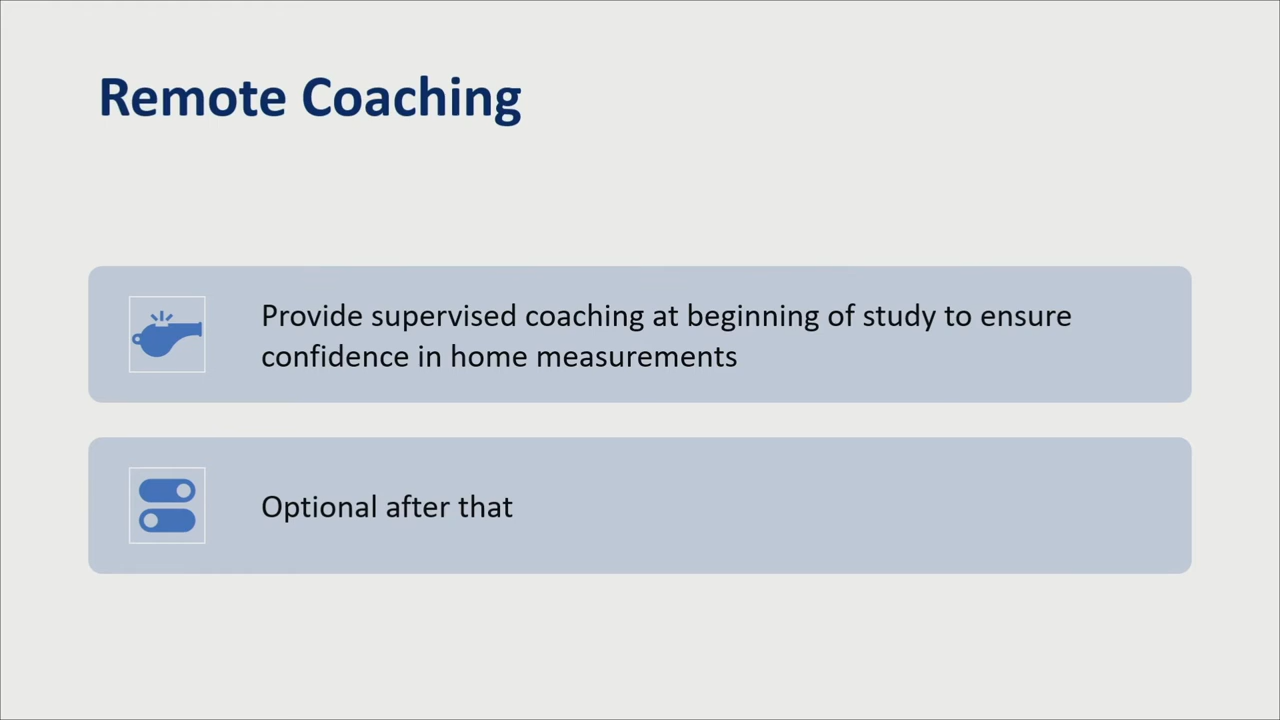 Remote Coaching
Provide supervised coaching at beginning of study to ensure
confidence in home measurements
Optional after that